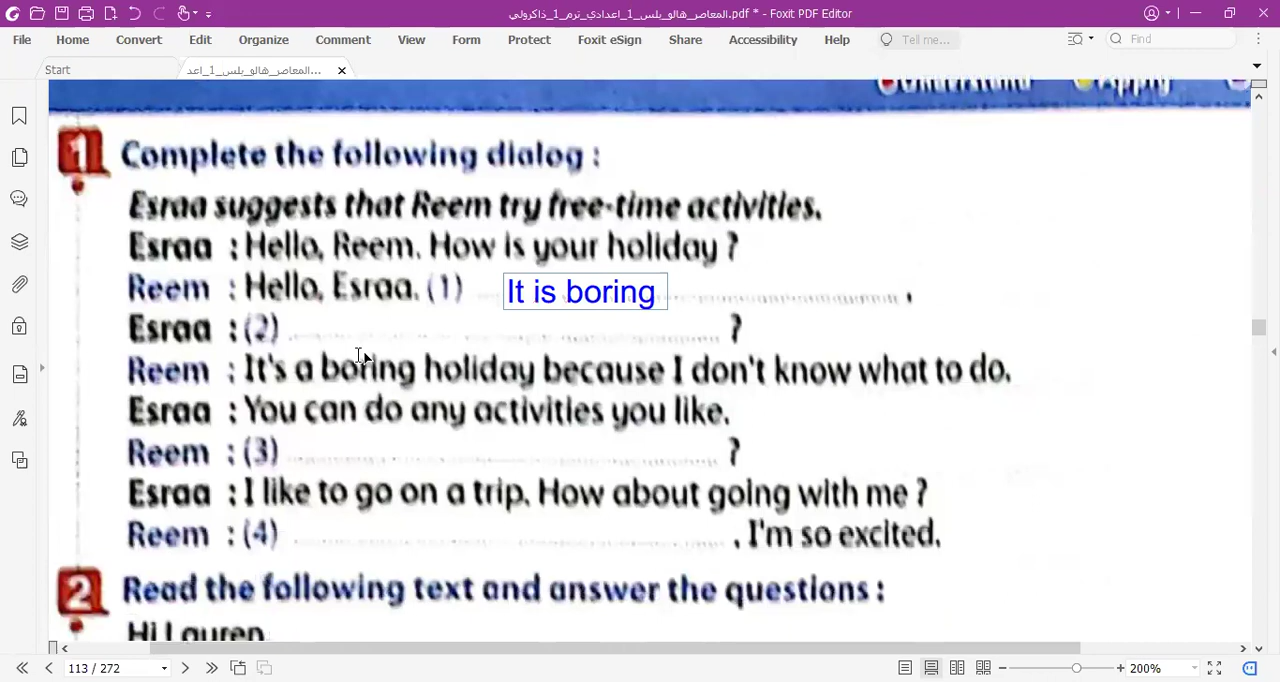 المعاصر_هالو_بلس_1_اعدادي_ترم_1_ذاكرولي.pdf * - Foxit PDF Editor
File Home Convert Edit Organize Comment View Form Protect Foxit eSign Share Accessibility Help Tell me... Find
Start المعاصر_هالو_بلس_1_اعد...
1 Complete the following dialog :
Esraa suggests that Reem try free-time activities.
Esraa : Hello, Reem. How is your holiday ?
Reem : Hello, Esraa. (1) It is boring .
Esraa : (2) ?
Reem : It's a boring holiday because I don't know what to do.
Esraa : You can do any activities you like.
Reem : (3) ?
Esraa : I like to go on a trip. How about going with me ?
Reem : (4) . I'm so excited.
2 Read the following text and answer the questions :
Hi Lauren
113 / 272 200%